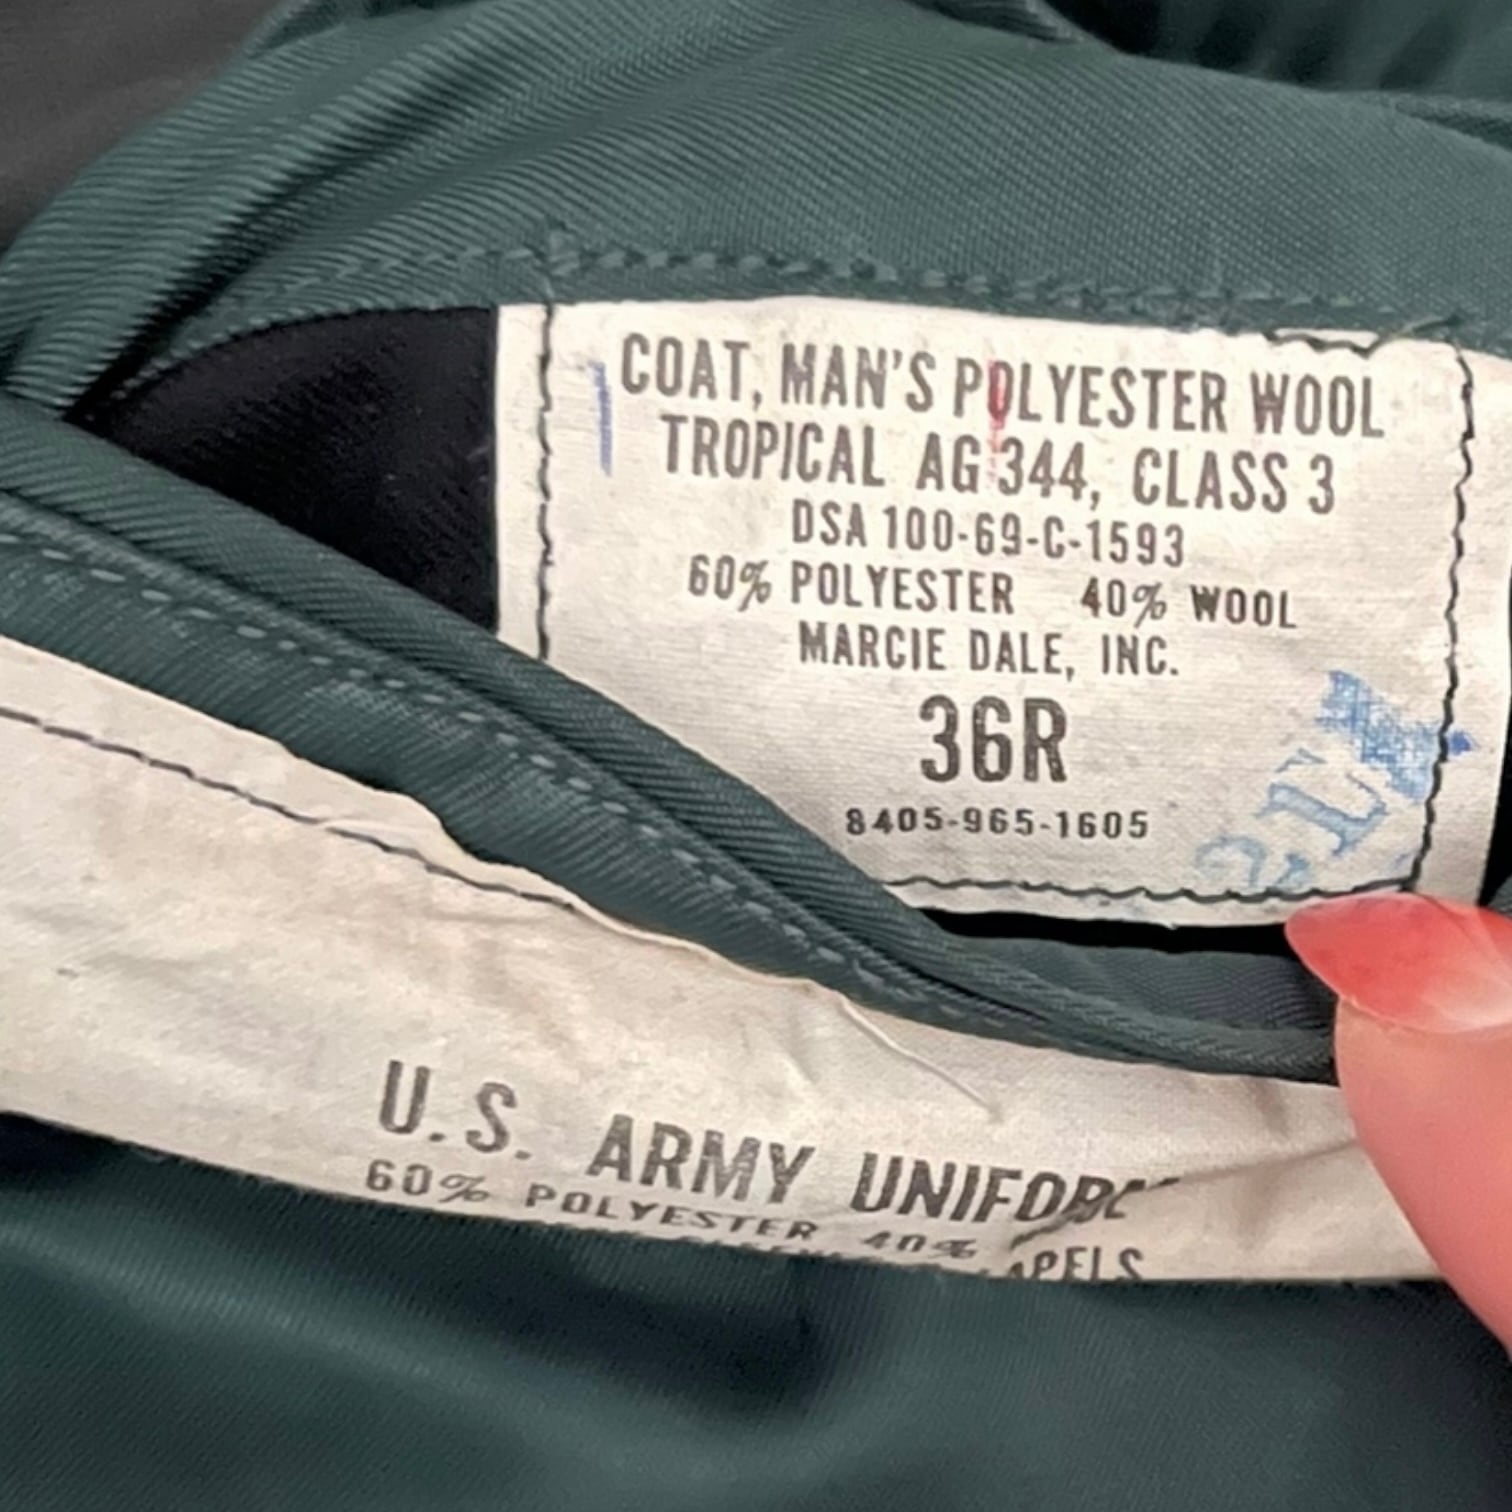 COAT, MAN'S POLYESTER WOOL
TROPICAL AG 344, CLASS 3
DSA 100-69-C-1593
60% POLYESTER 40% WOOL
MARCIE DALE, INC.
36R
8405-965-1605
U.S. ARMY
60% POLYESTER 40%